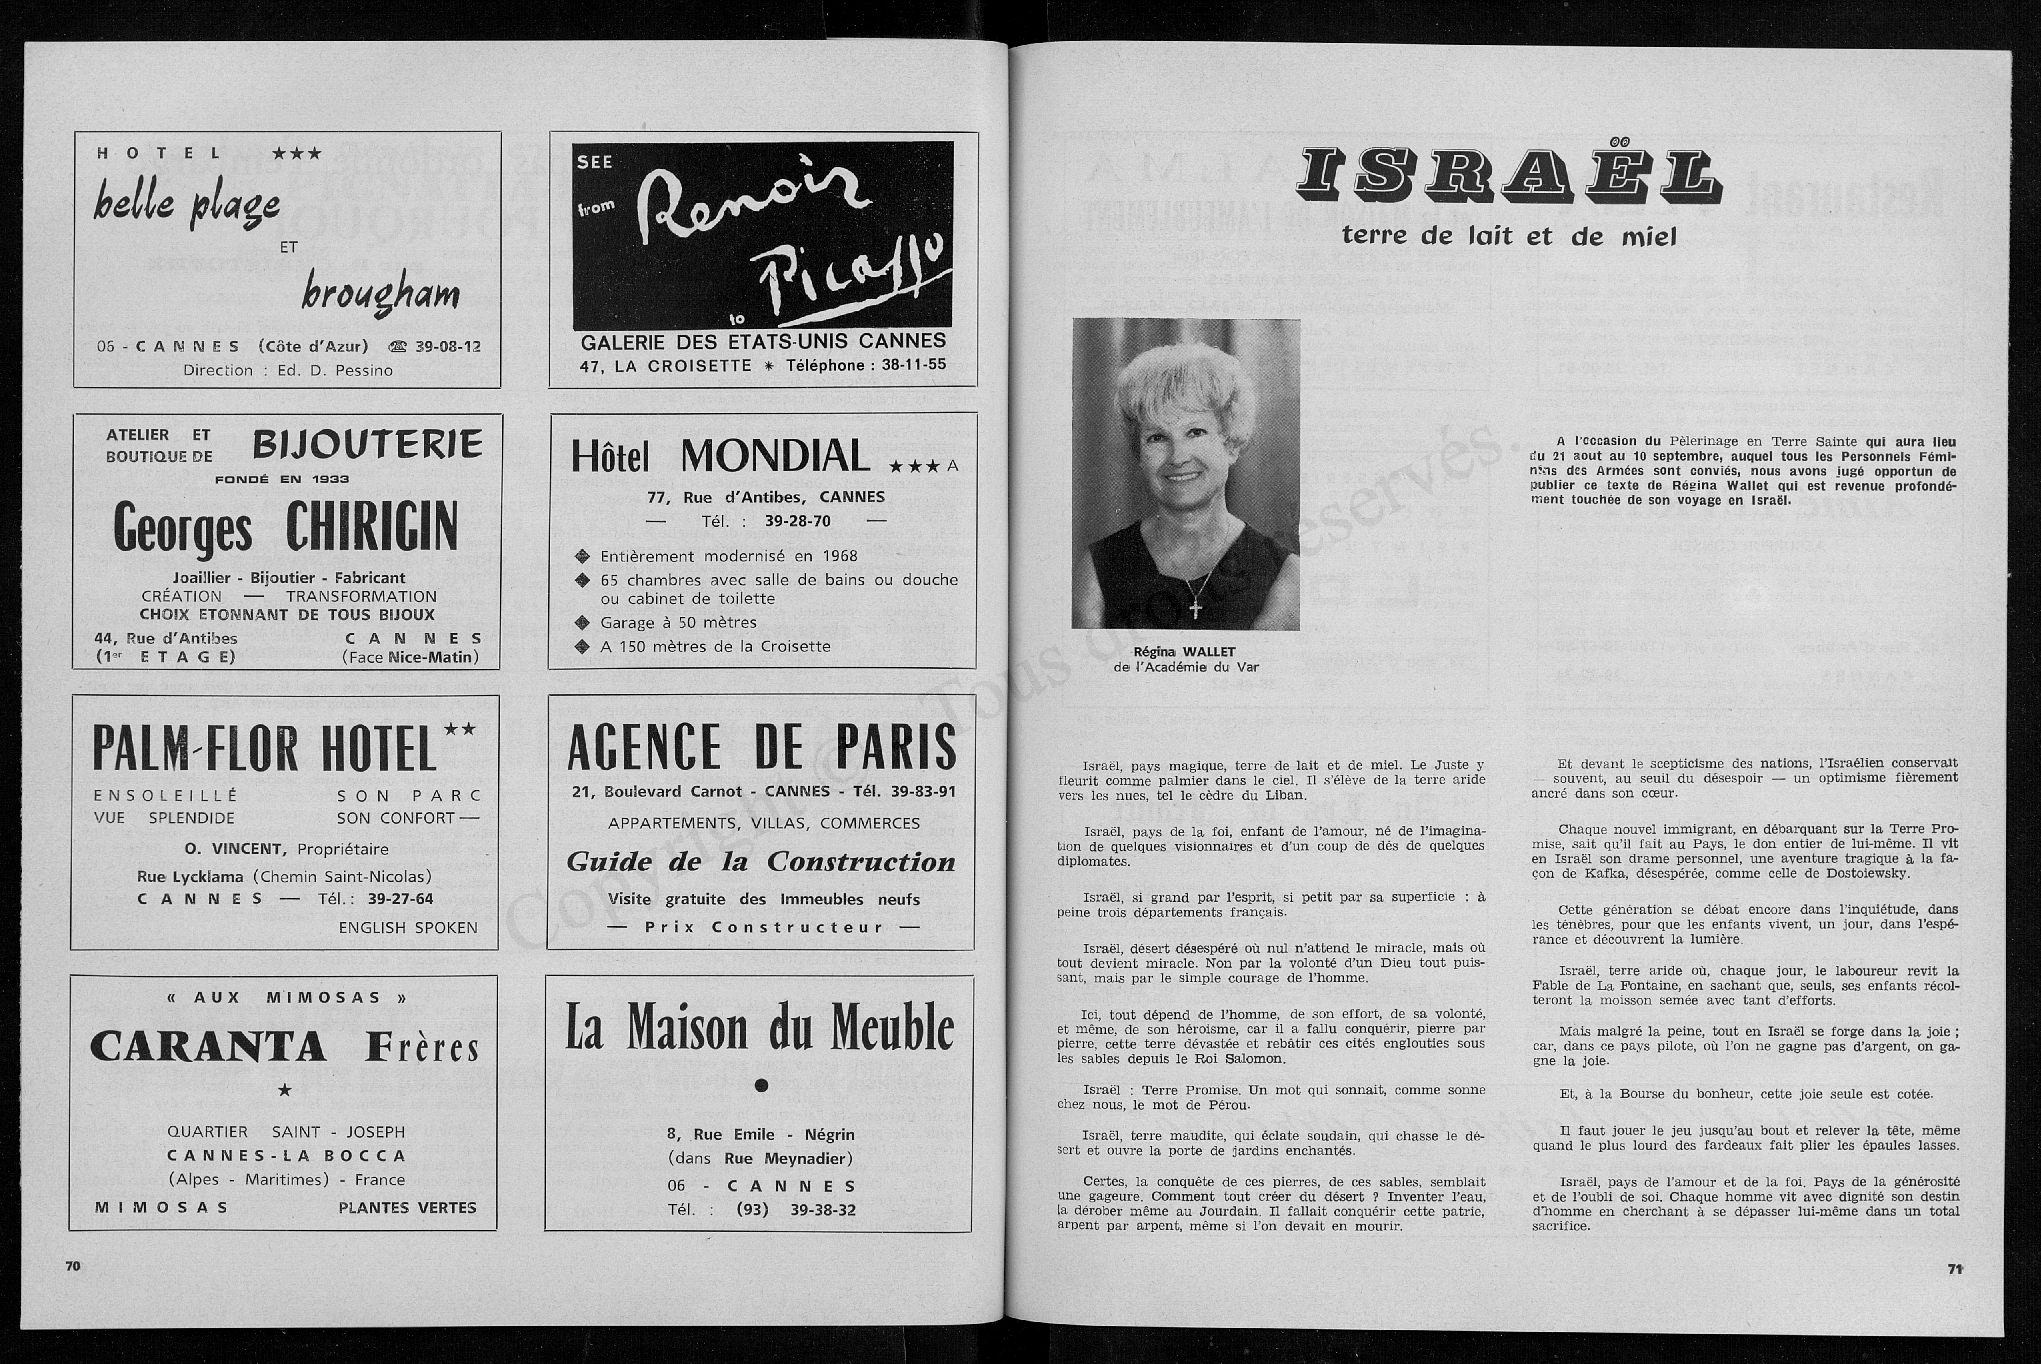 HOTEL ★★★
belle plage
ET
brougham
06 - CANNES (Côte d'Azur) ☎ 39-08-12
Direction : Ed. D. Pessino
SEE
from
Renoir
to
Picasso
GALERIE DES ETATS-UNIS CANNES
47, LA CROISETTE * Téléphone : 38-11-55
ATELIER ET
BOUTIQUE DE
BIJOUTERIE
FONDÉ EN 1933
Georges CHIRIGIN
Joaillier - Bijoutier - Fabricant
CRÉATION — TRANSFORMATION
CHOIX ETONNANT DE TOUS BIJOUX
44, Rue d'Antibes CANNES
(1er ETAGE) (Face Nice-Matin)
Hôtel MONDIAL ★★★A
77, Rue d'Antibes, CANNES
— Tél. : 39-28-70 —
◆ Entièrement modernisé en 1968
◆ 65 chambres avec salle de bains ou douche
ou cabinet de toilette
◆ Garage à 50 mètres
◆ A 150 mètres de la Croisette
PALM-FLOR HOTEL ★★
ENSOLEILLÉ SON PARC
VUE SPLENDIDE SON CONFORT —
O. VINCENT, Propriétaire
Rue Lycklama (Chemin Saint-Nicolas)
CANNES — Tél. : 39-27-64
ENGLISH SPOKEN
AGENCE DE PARIS
21, Boulevard Carnot - CANNES - Tél. 39-83-91
APPARTEMENTS, VILLAS, COMMERCES
Guide de la Construction
Visite gratuite des Immeubles neufs
— Prix Constructeur —
« AUX MIMOSAS »
CARANTA Frères
★
QUARTIER SAINT - JOSEPH
CANNES-LA BOCCA
(Alpes - Maritimes) - France
MIMOSAS PLANTES VERTES
La Maison du Meuble
●
8, Rue Emile - Négrin
(dans Rue Meynadier)
06 - CANNES
Tél. : (93) 39-38-32
70
ISRAËL
terre de lait et de miel
Régina WALLET
de l'Académie du Var
A l'occasion du Pèlerinage en Terre Sainte qui aura lieu
du 21 aout au 10 septembre, auquel tous les Personnels Fémi-
nins des Armées sont conviés, nous avons jugé opportun de
publier ce texte de Régina Wallet qui est revenue profondé-
ment touchée de son voyage en Israël.
Israël, pays magique, terre de lait et de miel. Le Juste y
fleurit comme palmier dans le ciel. Il s'élève de la terre aride
vers les nues, tel le cèdre du Liban.
Israël, pays de la foi, enfant de l'amour, né de l'imagina-
tion de quelques visionnaires et d'un coup de dés de quelques
diplomates.
Israël, si grand par l'esprit, si petit par sa superficie : à
peine trois départements français.
Israël, désert désespéré où nul n'attend le miracle, mais où
tout devient miracle. Non par la volonté d'un Dieu tout puis-
sant, mais par le simple courage de l'homme.
Ici, tout dépend de l'homme, de son effort, de sa volonté,
et même, de son héroïsme, car il a fallu conquérir, pierre par
pierre, cette terre dévastée et rebâtir ces cités englouties sous
les sables depuis le Roi Salomon.
Israël : Terre Promise. Un mot qui sonnait, comme sonne
chez nous, le mot de Pérou.
Israël, terre maudite, qui éclate soudain, qui chasse le dé-
sert et ouvre la porte de jardins enchantés.
Certes, la conquête de ces pierres, de ces sables, semblait
une gageure. Comment tout créer du désert ? Inventer l'eau,
la dérober même au Jourdain. Il fallait conquérir cette patrie,
arpent par arpent, même si l'on devait en mourir.
Et devant le scepticisme des nations, l'Israélien conservait
— souvent, au seuil du désespoir — un optimisme fièrement
ancré dans son cœur.
Chaque nouvel immigrant, en débarquant sur la Terre Pro-
mise, sait qu'il fait au Pays, le don entier de lui-même. Il vit
en Israël son drame personnel, une aventure tragique à la fa-
çon de Kafka, désespérée, comme celle de Dostoiewsky.
Cette génération se débat encore dans l'inquiétude, dans
les ténèbres, pour que les enfants vivent, un jour, dans l'espé-
rance et découvrent la lumière.
Israël, terre aride où, chaque jour, le laboureur revit la
Fable de La Fontaine, en sachant que, seuls, ses enfants récol-
teront la moisson semée avec tant d'efforts.
Mais malgré la peine, tout en Israël se forge dans la joie ;
car, dans ce pays pilote, où l'on ne gagne pas d'argent, on ga-
gne la joie.
Et, à la Bourse du bonheur, cette joie seule est cotée.
Il faut jouer le jeu jusqu'au bout et relever la tête, même
quand le plus lourd des fardeaux fait plier les épaules lasses.
Israël, pays de l'amour et de la foi. Pays de la générosité
et de l'oubli de soi. Chaque homme vit avec dignité son destin
d'homme en cherchant à se dépasser lui-même dans un total
sacrifice.
71
Copyright © Tous droits réservés.